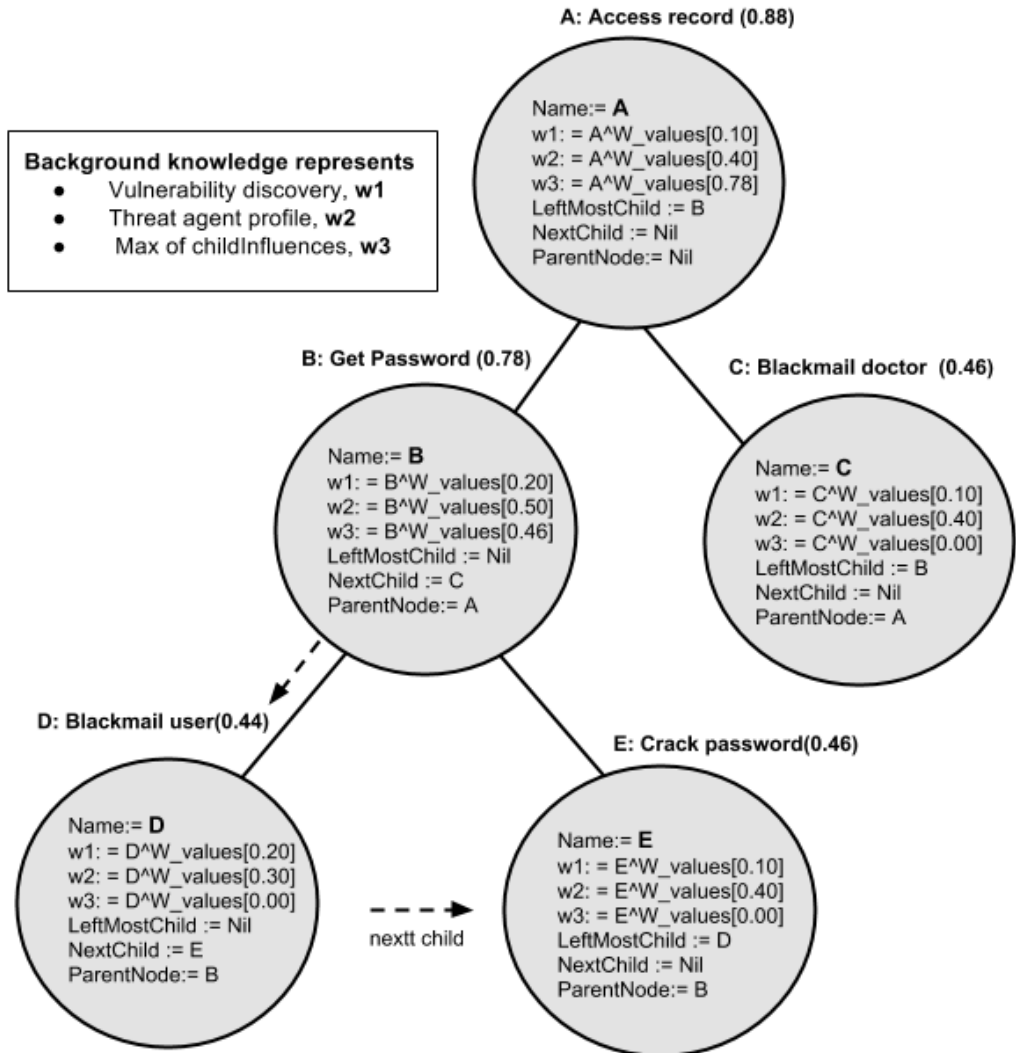 A: Access record (0.88)
Name:= A
w1: = A^W_values[0.10]
w2: = A^W_values[0.40]
w3: = A^W_values[0.78]
LeftMostChild := B
NextChild := Nil
ParentNode:= Nil
Background knowledge represents
● Vulnerability discovery, w1
● Threat agent profile, w2
● Max of childInfluences, w3
B: Get Password (0.78)
Name:= B
w1: = B^W_values[0.20]
w2: = B^W_values[0.50]
w3: = B^W_values[0.46]
LeftMostChild := Nil
NextChild := C
ParentNode:= A
C: Blackmail doctor (0.46)
Name:= C
w1: = C^W_values[0.10]
w2: = C^W_values[0.40]
w3: = C^W_values[0.00]
LeftMostChild := B
NextChild := Nil
ParentNode:= A
D: Blackmail user(0.44)
Name:= D
w1: = D^W_values[0.20]
w2: = D^W_values[0.30]
w3: = D^W_values[0.00]
LeftMostChild := Nil
NextChild := E
ParentNode:= B
nextt child
E: Crack password(0.46)
Name:= E
w1: = E^W_values[0.10]
w2: = E^W_values[0.40]
w3: = E^W_values[0.00]
LeftMostChild := D
NextChild := Nil
ParentNode:= B